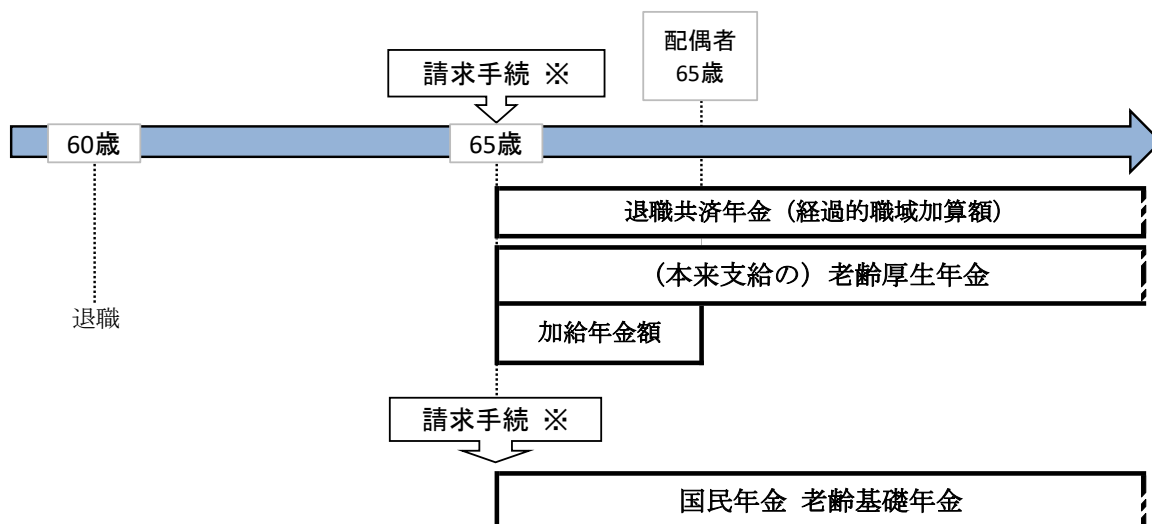 配偶者
65歳
請求手続 ※
60歳
65歳
退職共済年金（経過的職域加算額）
（本来支給の）老齢厚生年金
退職
加給年金額
請求手続 ※
国民年金 老齢基礎年金